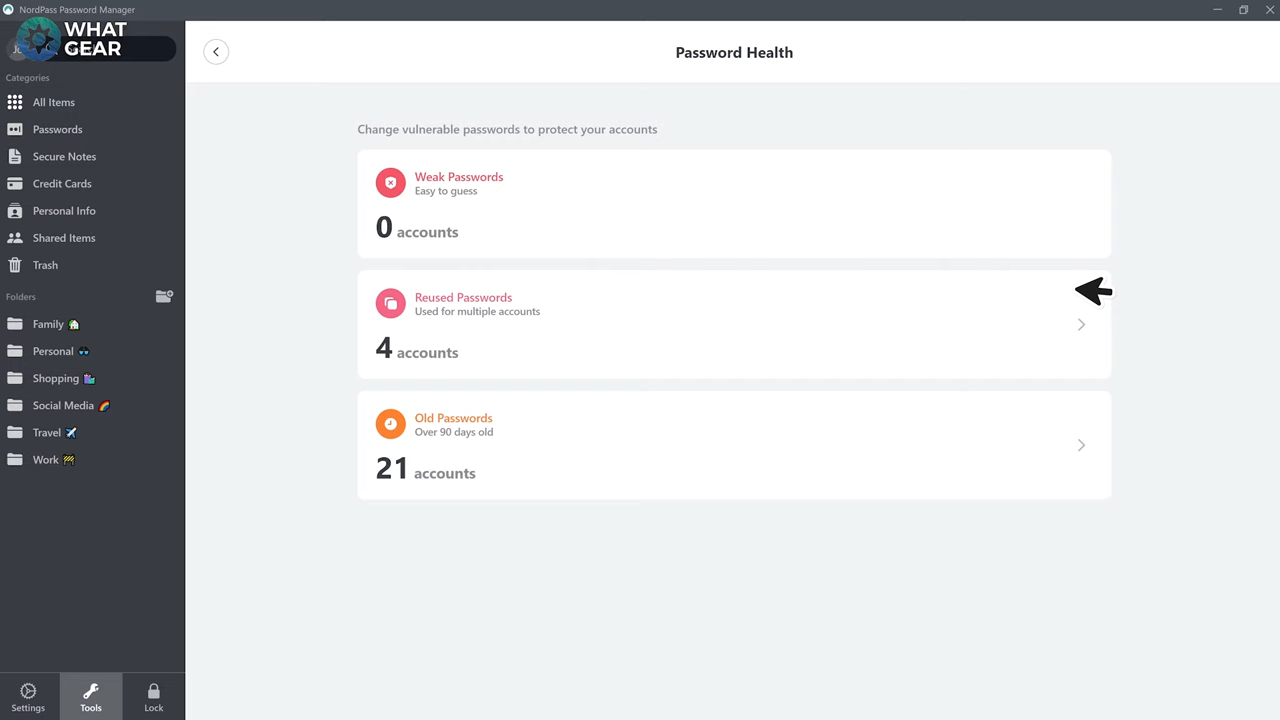 NordPass Password Manager
WHAT
GEAR
Password Health
Categories
All Items
Passwords
Secure Notes
Credit Cards
Personal Info
Shared Items
Trash
Folders
Family
Personal
Shopping
Social Media
Travel
Work
Settings
Tools
Lock
Change vulnerable passwords to protect your accounts
Weak Passwords
Easy to guess
0 accounts
Reused Passwords
Used for multiple accounts
4 accounts
Old Passwords
Over 90 days old
21 accounts